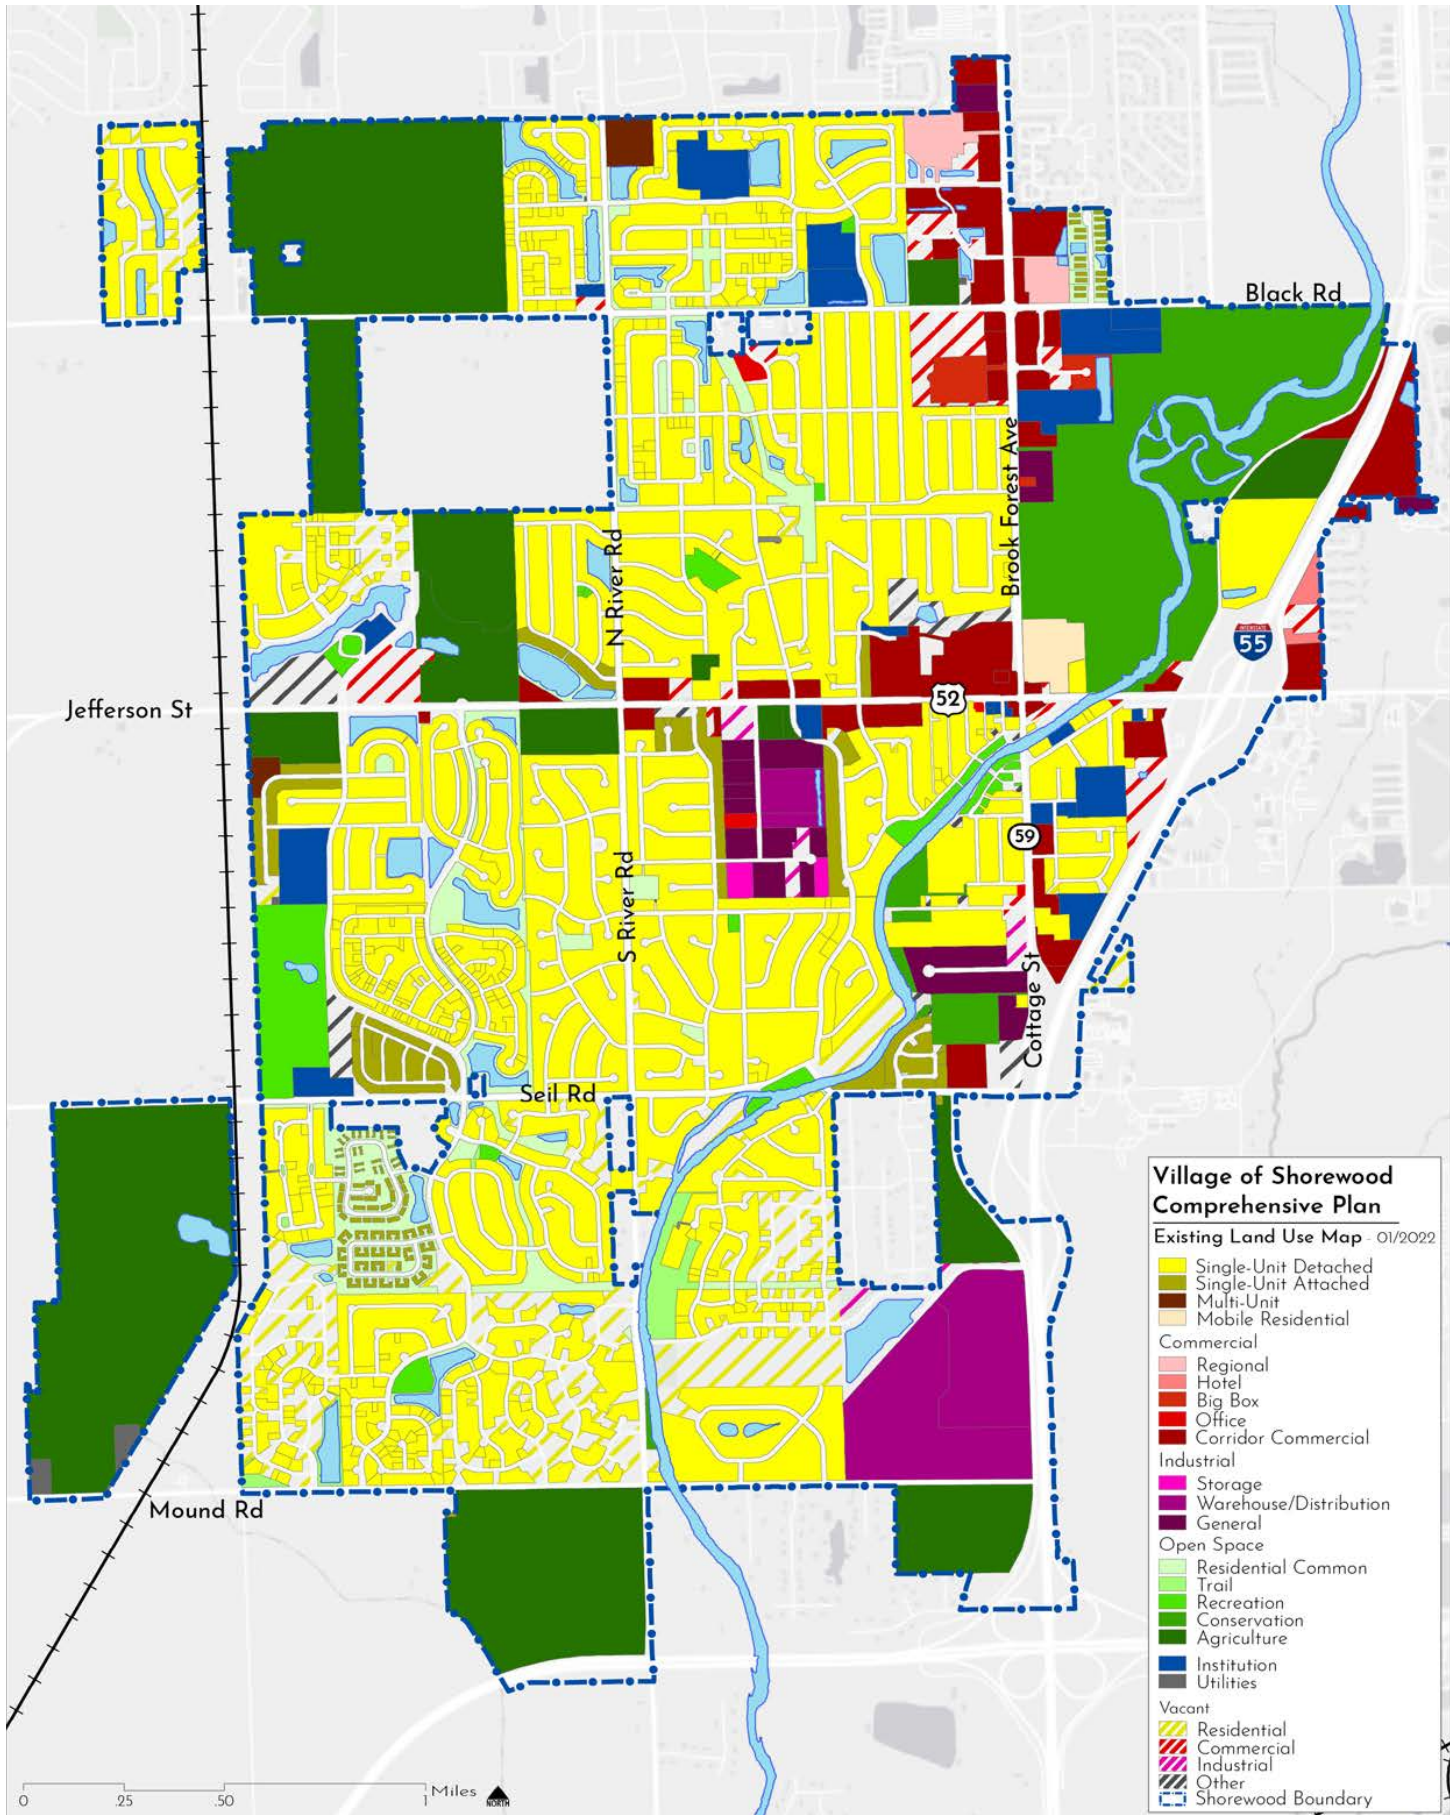 Black Rd
Brook Forest Ave
N River Rd
INTERSTATE
55
Jefferson St
52
59
S River Rd
Cottage St
Seil Rd
Mound Rd
Village of Shorewood
Comprehensive Plan
Existing Land Use Map - 01/2022
Single-Unit Detached
Single-Unit Attached
Multi-Unit
Mobile Residential
Commercial
Regional
Hotel
Big Box
Office
Corridor Commercial
Industrial
Storage
Warehouse/Distribution
General
Open Space
Residential Common
Trail
Recreation
Conservation
Agriculture
Institution
Utilities
Vacant
Residential
Commercial
Industrial
Other
Shorewood Boundary
0 .25 .50 1 Miles
NORTH